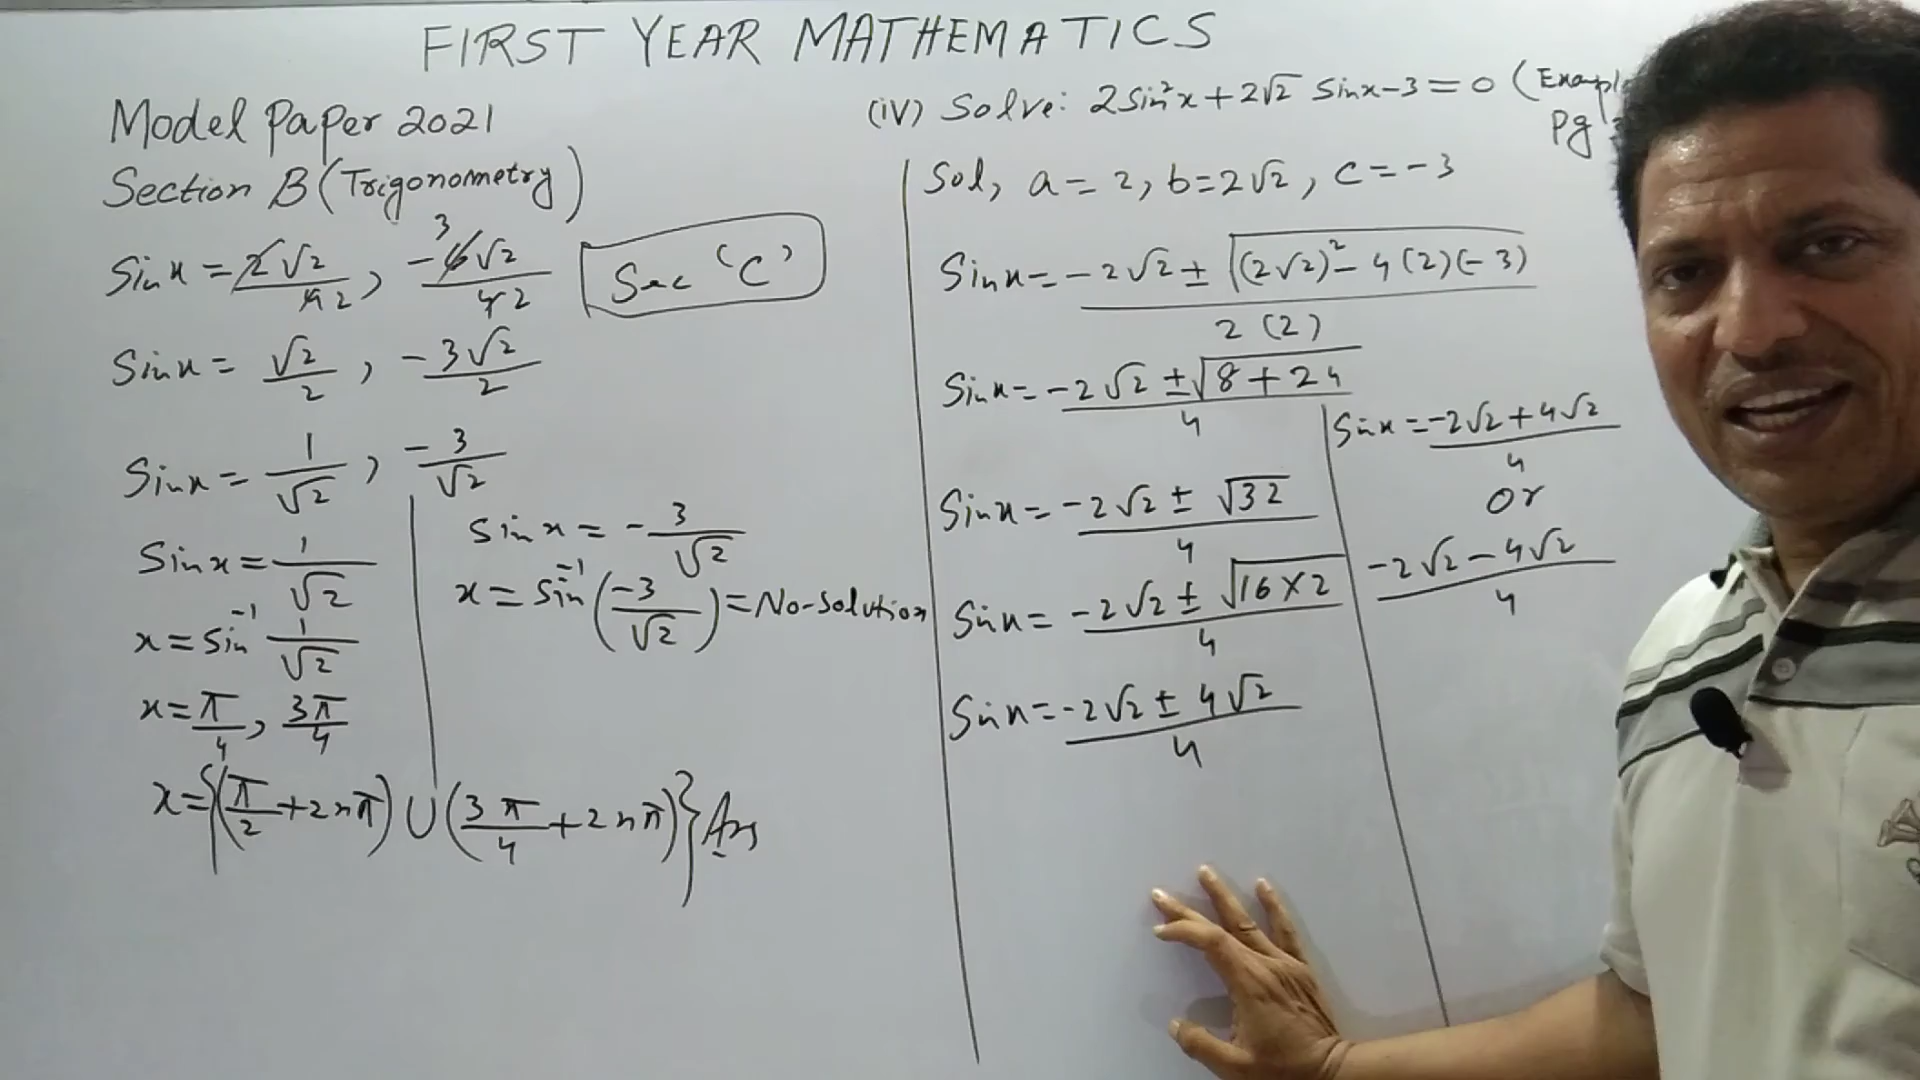 FIRST YEAR MATHEMATICS
Model Paper 2021
Section B (Trigonometry)
(iv) Solve: 2Sin²x + 2√2 Sinx - 3 = 0 (
Pg
Sol, a = 2, b = 2√2, c = -3
Sinx = (-2√2 ± √((2√2)² - 4(2)(-3))) / 2(2)
Sinx = (-2√2 ± √(8 + 24)) / 4
Sinx = (-2√2 ± √32) / 4
Sinx = (-2√2 ± √(16×2)) / 4
Sinx = (-2√2 ± 4√2) / 4
Sinx = (-2√2 + 4√2) / 4
Or
(-2√2 - 4√2) / 4
Sinx = 2√2 / 4 2, -3 6√2 / 4 2
Sec 'C'
Sinx = √2/2, -3√2/2
Sinx = 1/√2, -3/√2
Sinx = 1/√2
x = Sin⁻¹ 1/√2
x = π/4, 3π/4
Sinx = -3/√2
x = Sin⁻¹(-3/√2) = No-solution
x = {(π/2 + 2nπ) ∪ (3π/4 + 2nπ)} Ans